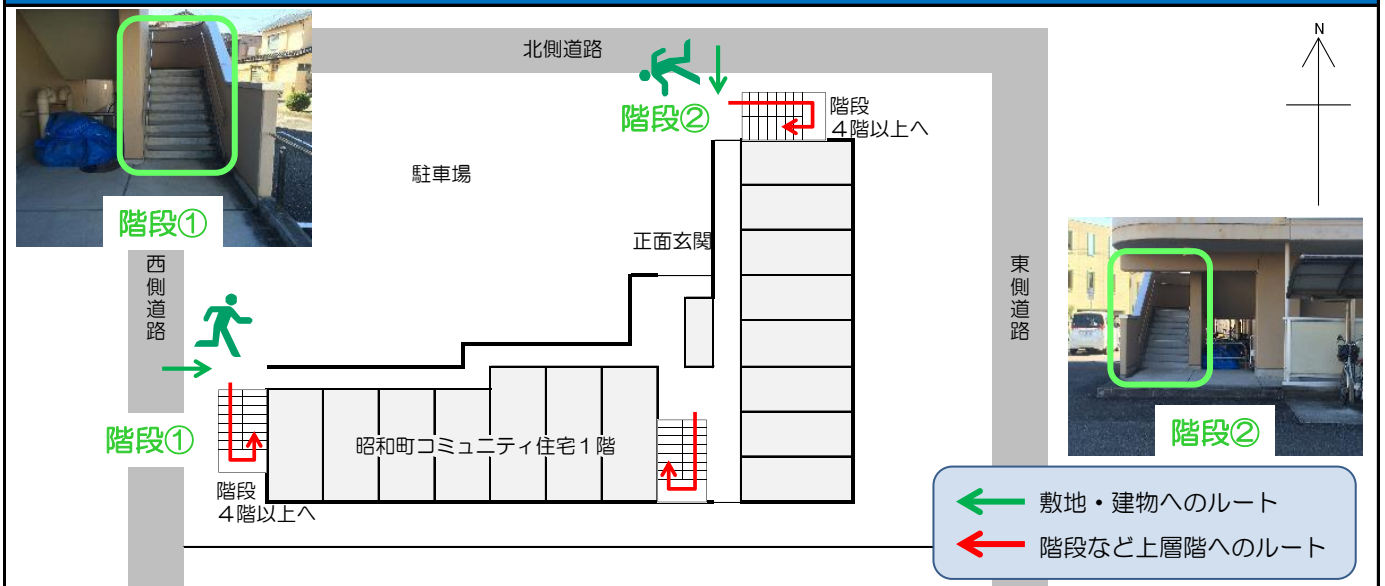 北側道路
N
階段②
階段
４階以上へ
駐車場
階段①
正面玄関
西側道路
東側道路
階段①
昭和町コミュニティ住宅１階
階段②
階段
４階以上へ
敷地・建物へのルート
階段など上層階へのルート